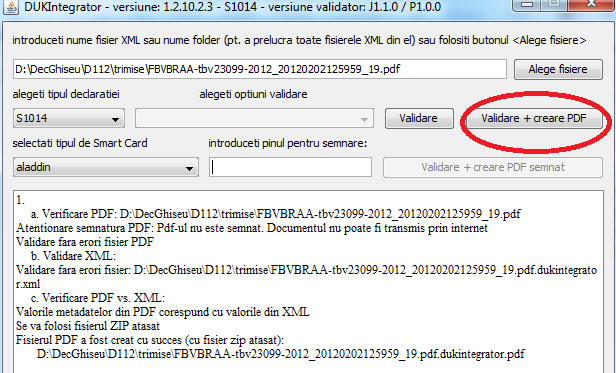 DUKIntegrator - versiune: 1.2.10.2.3 - S1014 - versiune validator: J1.1.0 / P1.0.0
introduceti nume fisier XML sau nume folder (pt. a prelucra toate fisierele XML din el) sau folositi butonul <Alege fisiere>
D:\DecGhiseu\D112\trimise\FBVBRAA-tbv23099-2012_20120202125959_19.pdf Alege fisiere
alegeti tipul declaratiei alegeti optiuni validare
S1014 Validare Validare + creare PDF
selectati tipul de Smart Card introduceti pinul pentru semnare:
aladdin Validare + creare PDF semnat
1.
a. Verificare PDF: D:\DecGhiseu\D112\trimise\FBVBRAA-tbv23099-2012_20120202125959_19.pdf
Atentionare semnatura PDF: Pdf-ul nu este semnat. Documentul nu poate fi transmis prin internet
Validare fara erori fisier PDF
b. Validare XML:
Validare fara erori fisier: D:\DecGhiseu\D112\trimise\FBVBRAA-tbv23099-2012_20120202125959_19.pdf.dukintegrato
r.xml
c. Verificare PDF vs. XML:
Valorile metadatelor din PDF corespund cu valorile din XML
Se va folosi fisierul ZIP atasat
Fisierul PDF a fost creat cu succes (cu fisier zip atasat):
D:\DecGhiseu\D112\trimise\FBVBRAA-tbv23099-2012_20120202125959_19.pdf.dukintegrator.pdf